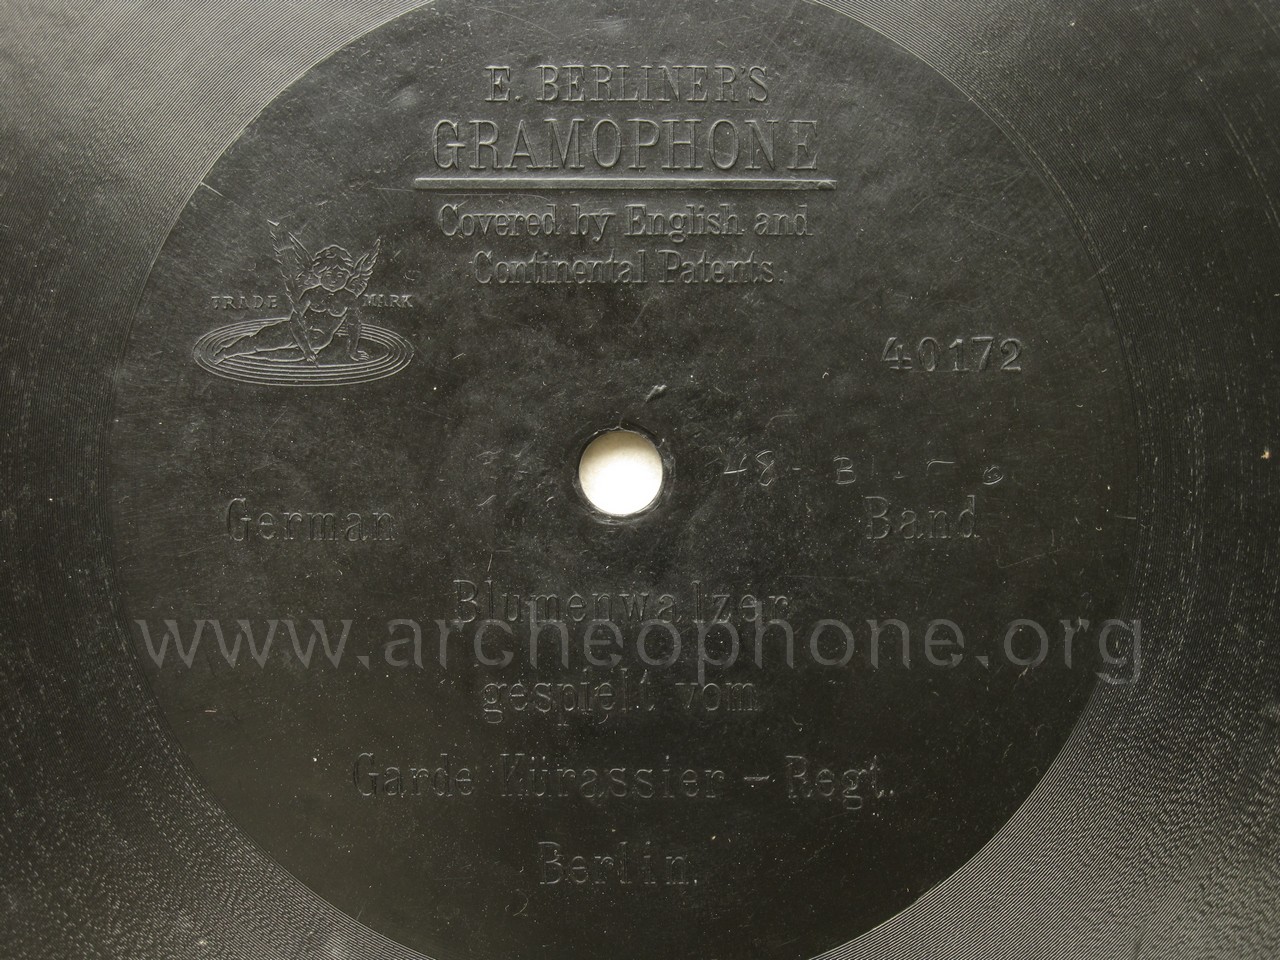 E. BERLINER'S
GRAMOPHONE
Covered by English and
Continental Patents.
TRADE MARK
40172
48 - B
German Band
Blumenwalzer
www.archeophone.org
gespielt vom
Garde Kürassier - Regt.
Berlin.